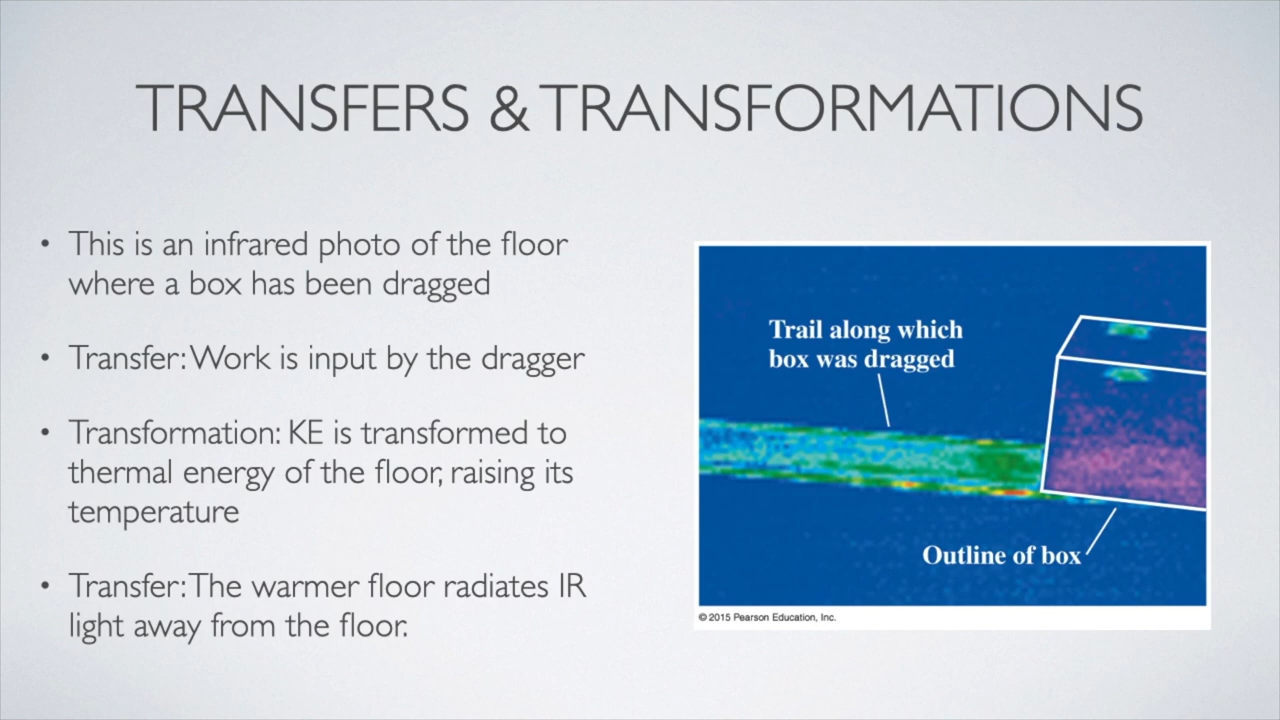 TRANSFERS & TRANSFORMATIONS
• This is an infrared photo of the floor
where a box has been dragged
• Transfer: Work is input by the dragger
• Transformation: KE is transformed to
thermal energy of the floor, raising its
temperature
• Transfer: The warmer floor radiates IR
light away from the floor.
Trail along which
box was dragged
Outline of box
© 2015 Pearson Education, Inc.